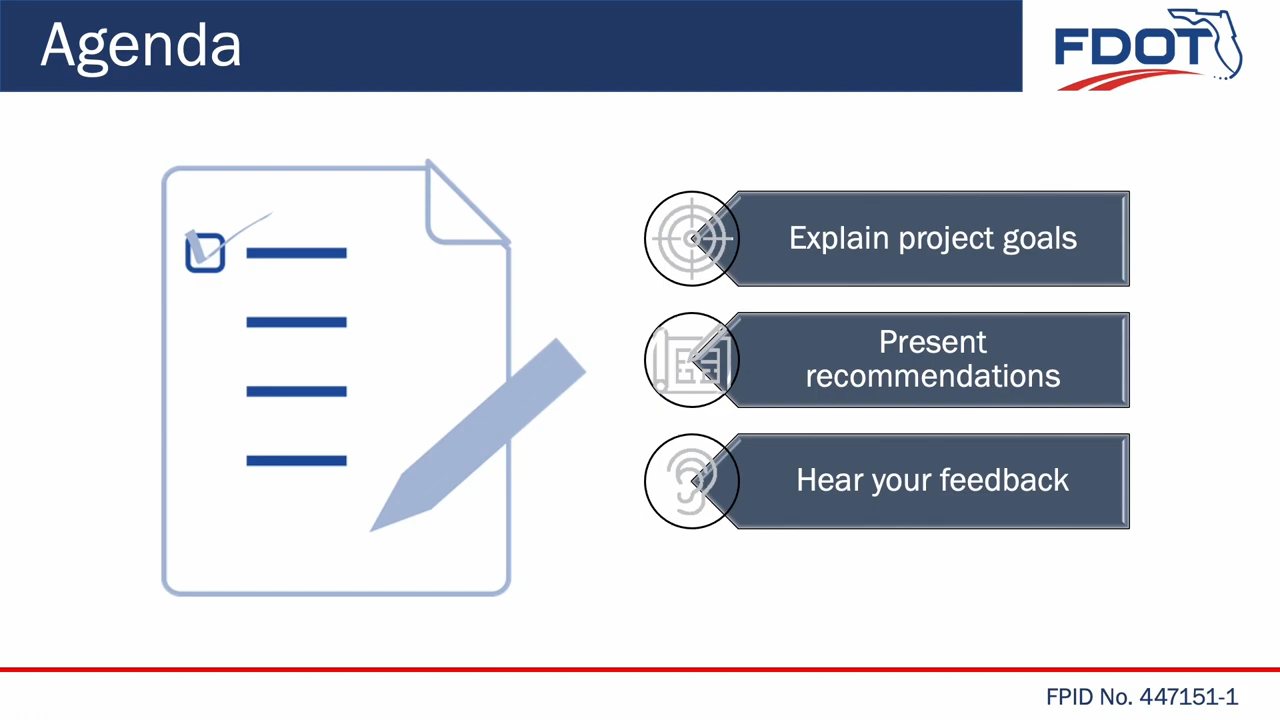 Agenda
FDOT
Explain project goals
Present
recommendations
Hear your feedback
FPID No. 447151-1